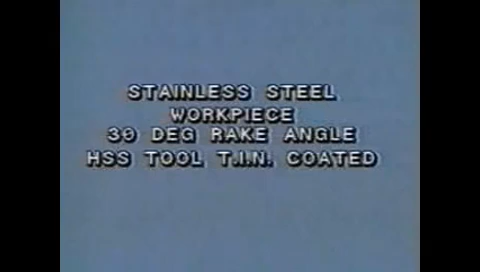 STAINLESS STEEL
WORKPIECE
30 DEG RAKE ANGLE
HSS TOOL T.I.N. COATED